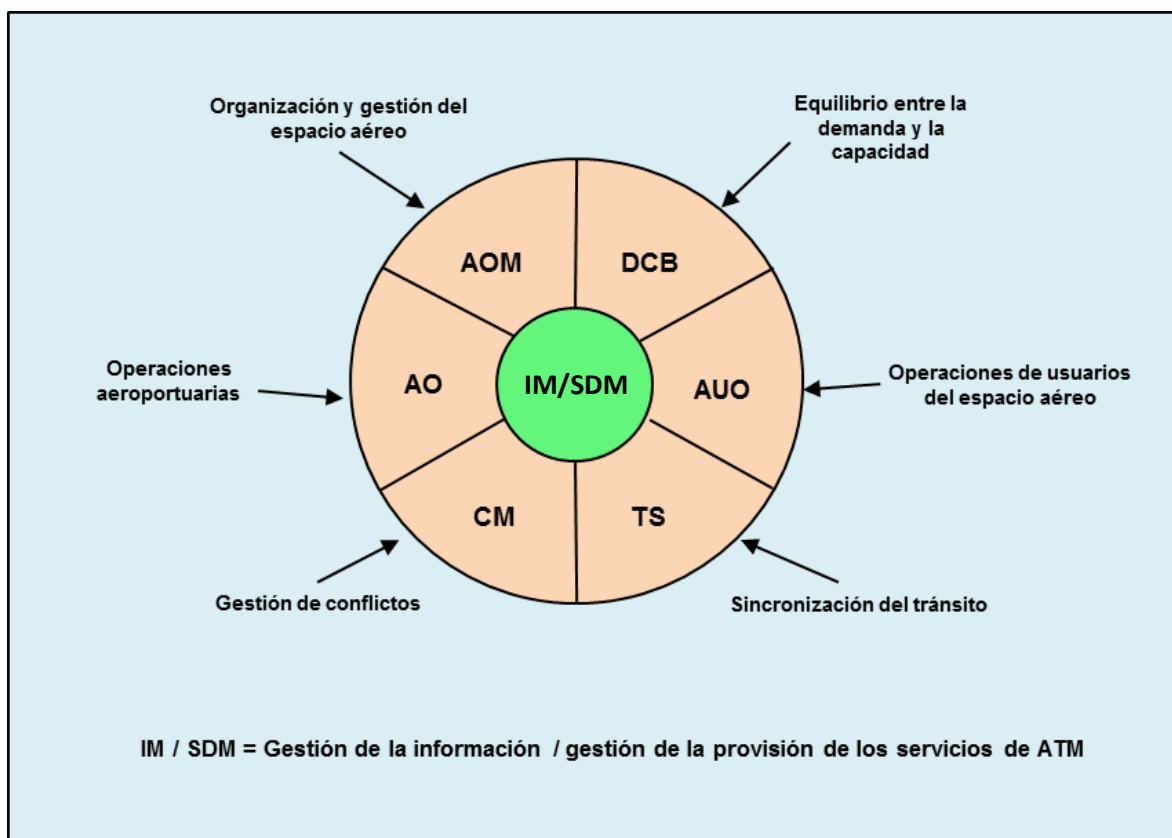 Organización y gestión del
espacio aéreo
Equilibrio entre la
demanda y la
capacidad
AOM
DCB
Operaciones
aeroportuarias
AO
IM/SDM
AUO
Operaciones de usuarios
del espacio aéreo
CM
TS
Gestión de conflictos
Sincronización del tránsito
IM / SDM = Gestión de la información / gestión de la provisión de los servicios de ATM